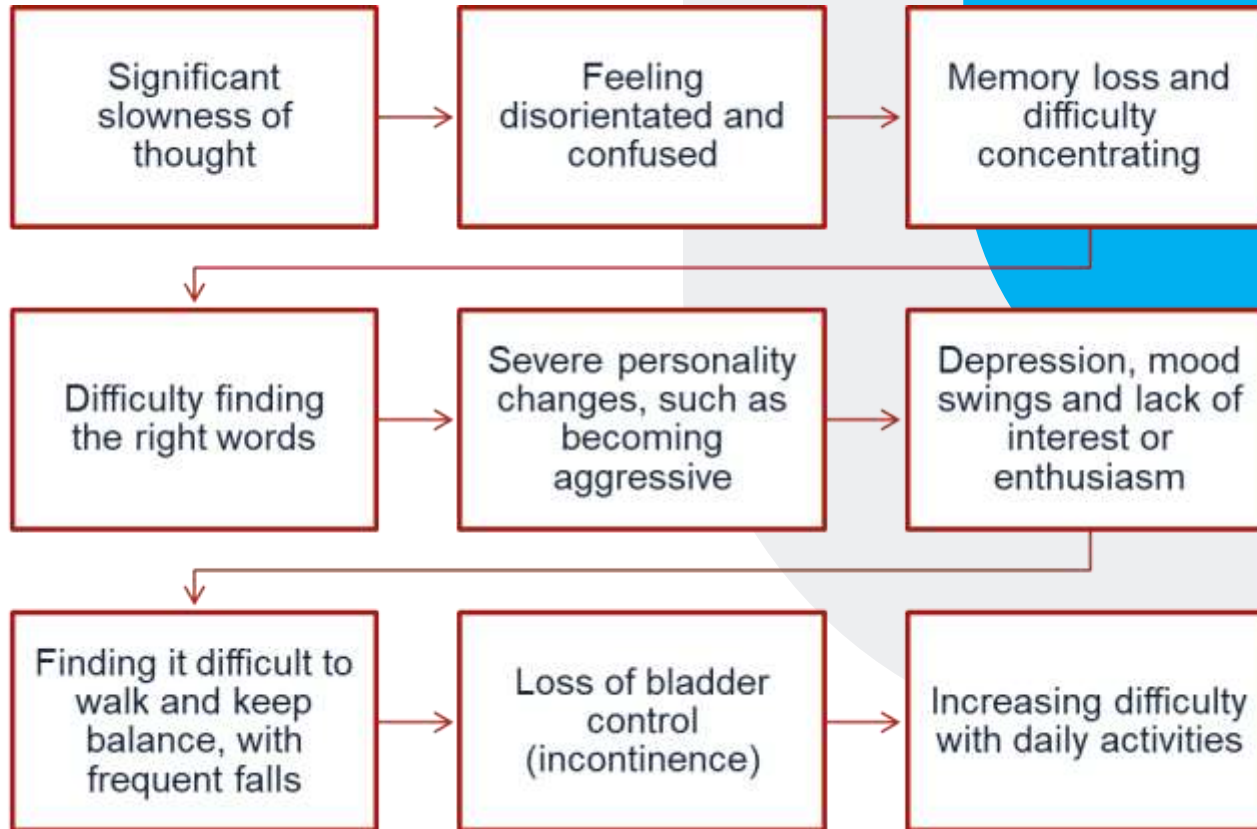 Significant
slowness of
thought
Feeling
disorientated and
confused
Memory loss and
difficulty
concentrating
Difficulty finding
the right words
Severe personality
changes, such as
becoming
aggressive
Depression, mood
swings and lack of
interest or
enthusiasm
Finding it difficult to
walk and keep
balance, with
frequent falls
Loss of bladder
control
(incontinence)
Increasing difficulty
with daily activities